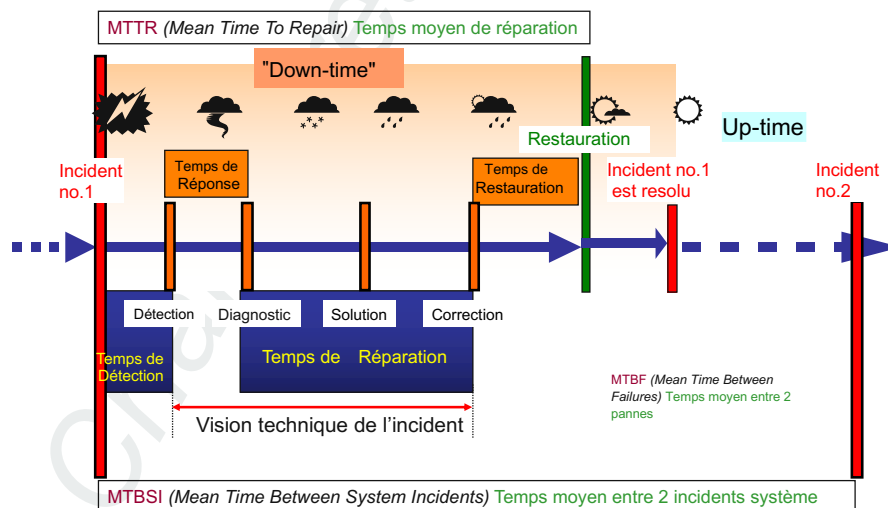 MTTR (Mean Time To Repair) Temps moyen de réparation
"Down-time"
Up-time
Restauration
Temps de
Réponse
Temps de
Restauration
Incident
no.1
Incident no.1
est resolu
Incident
no.2
Détection
Diagnostic
Solution
Correction
Temps de
Détection
Temps de Réparation
MTBF (Mean Time Between
Failures) Temps moyen entre 2
pannes
Vision technique de l'incident
MTBSI (Mean Time Between System Incidents) Temps moyen entre 2 incidents système